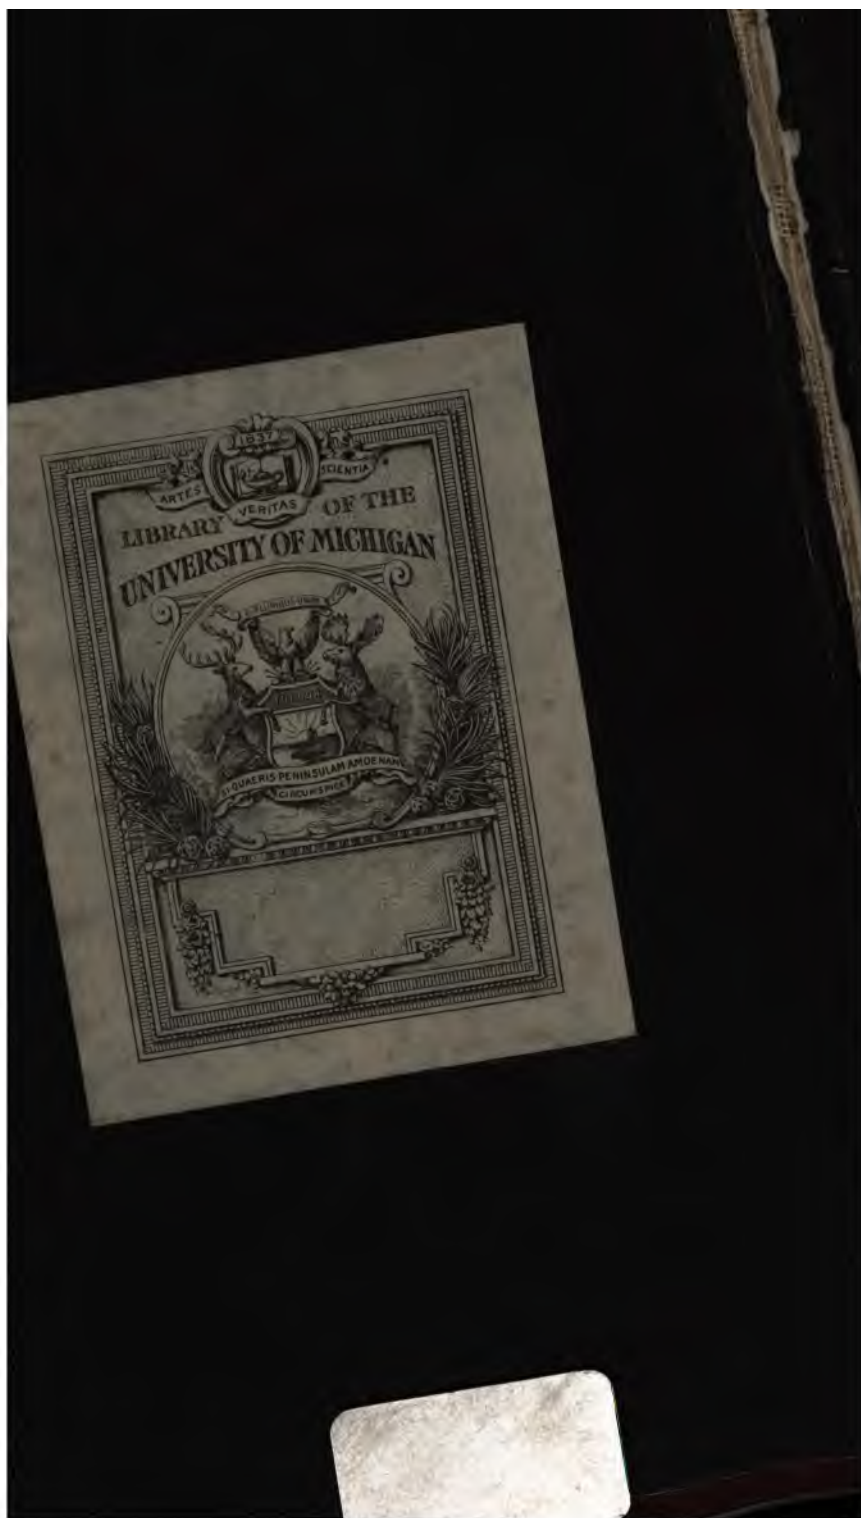 1837
ARTES SCIENTIA
VERITAS
LIBRARY OF THE
UNIVERSITY OF MICHIGAN
TUEBOR
SI QUAERIS PENINSULAM AMOENAM
CIRCUMSPICE